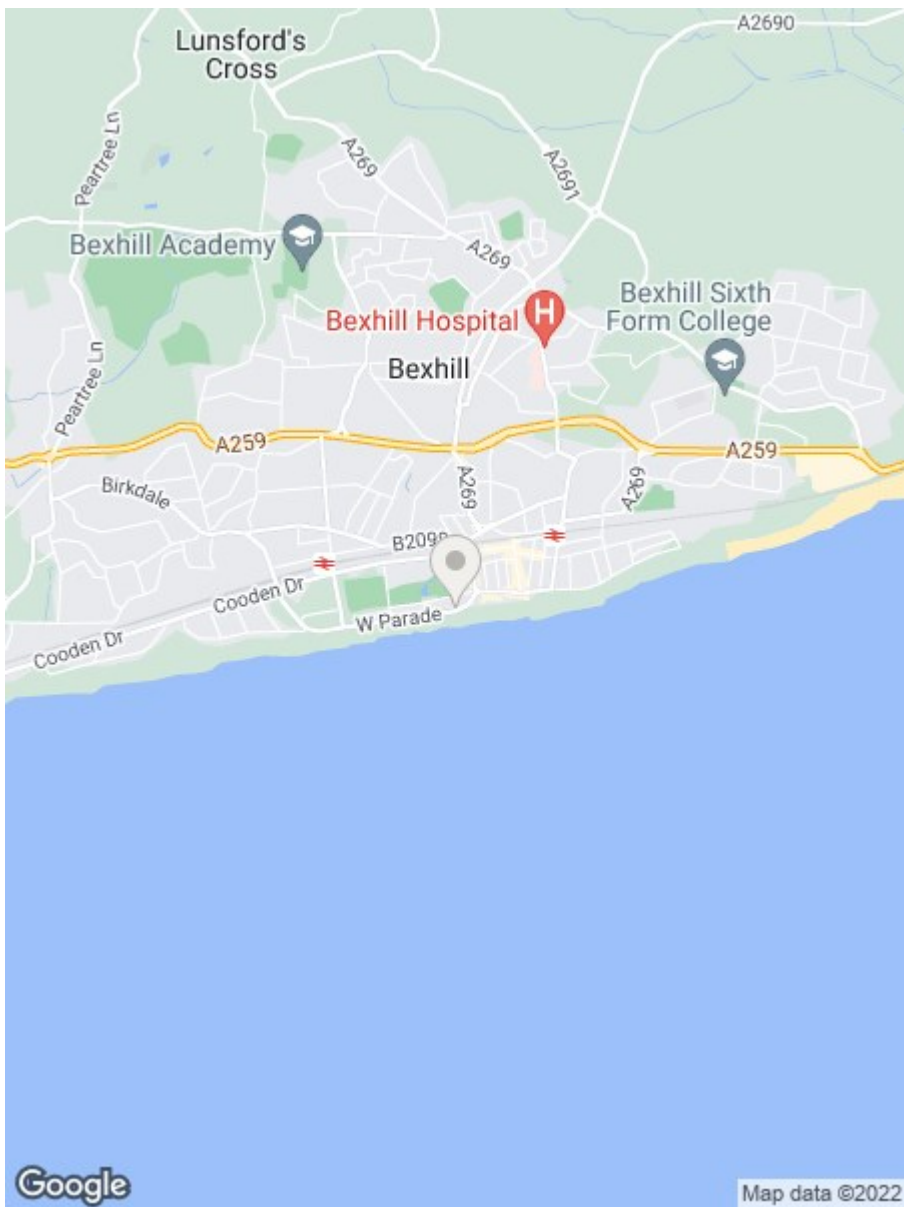 A2690
Lunsford's
Cross
Peartree Ln
A269
A2691
Bexhill Academy
A269
Bexhill Sixth
Form College
Bexhill Hospital
H
Bexhill
Peartree Ln
A259
A259
Birkdale
A269
A269
Cooden Dr
W Parade
Cooden Dr
Google
Map data ©2022